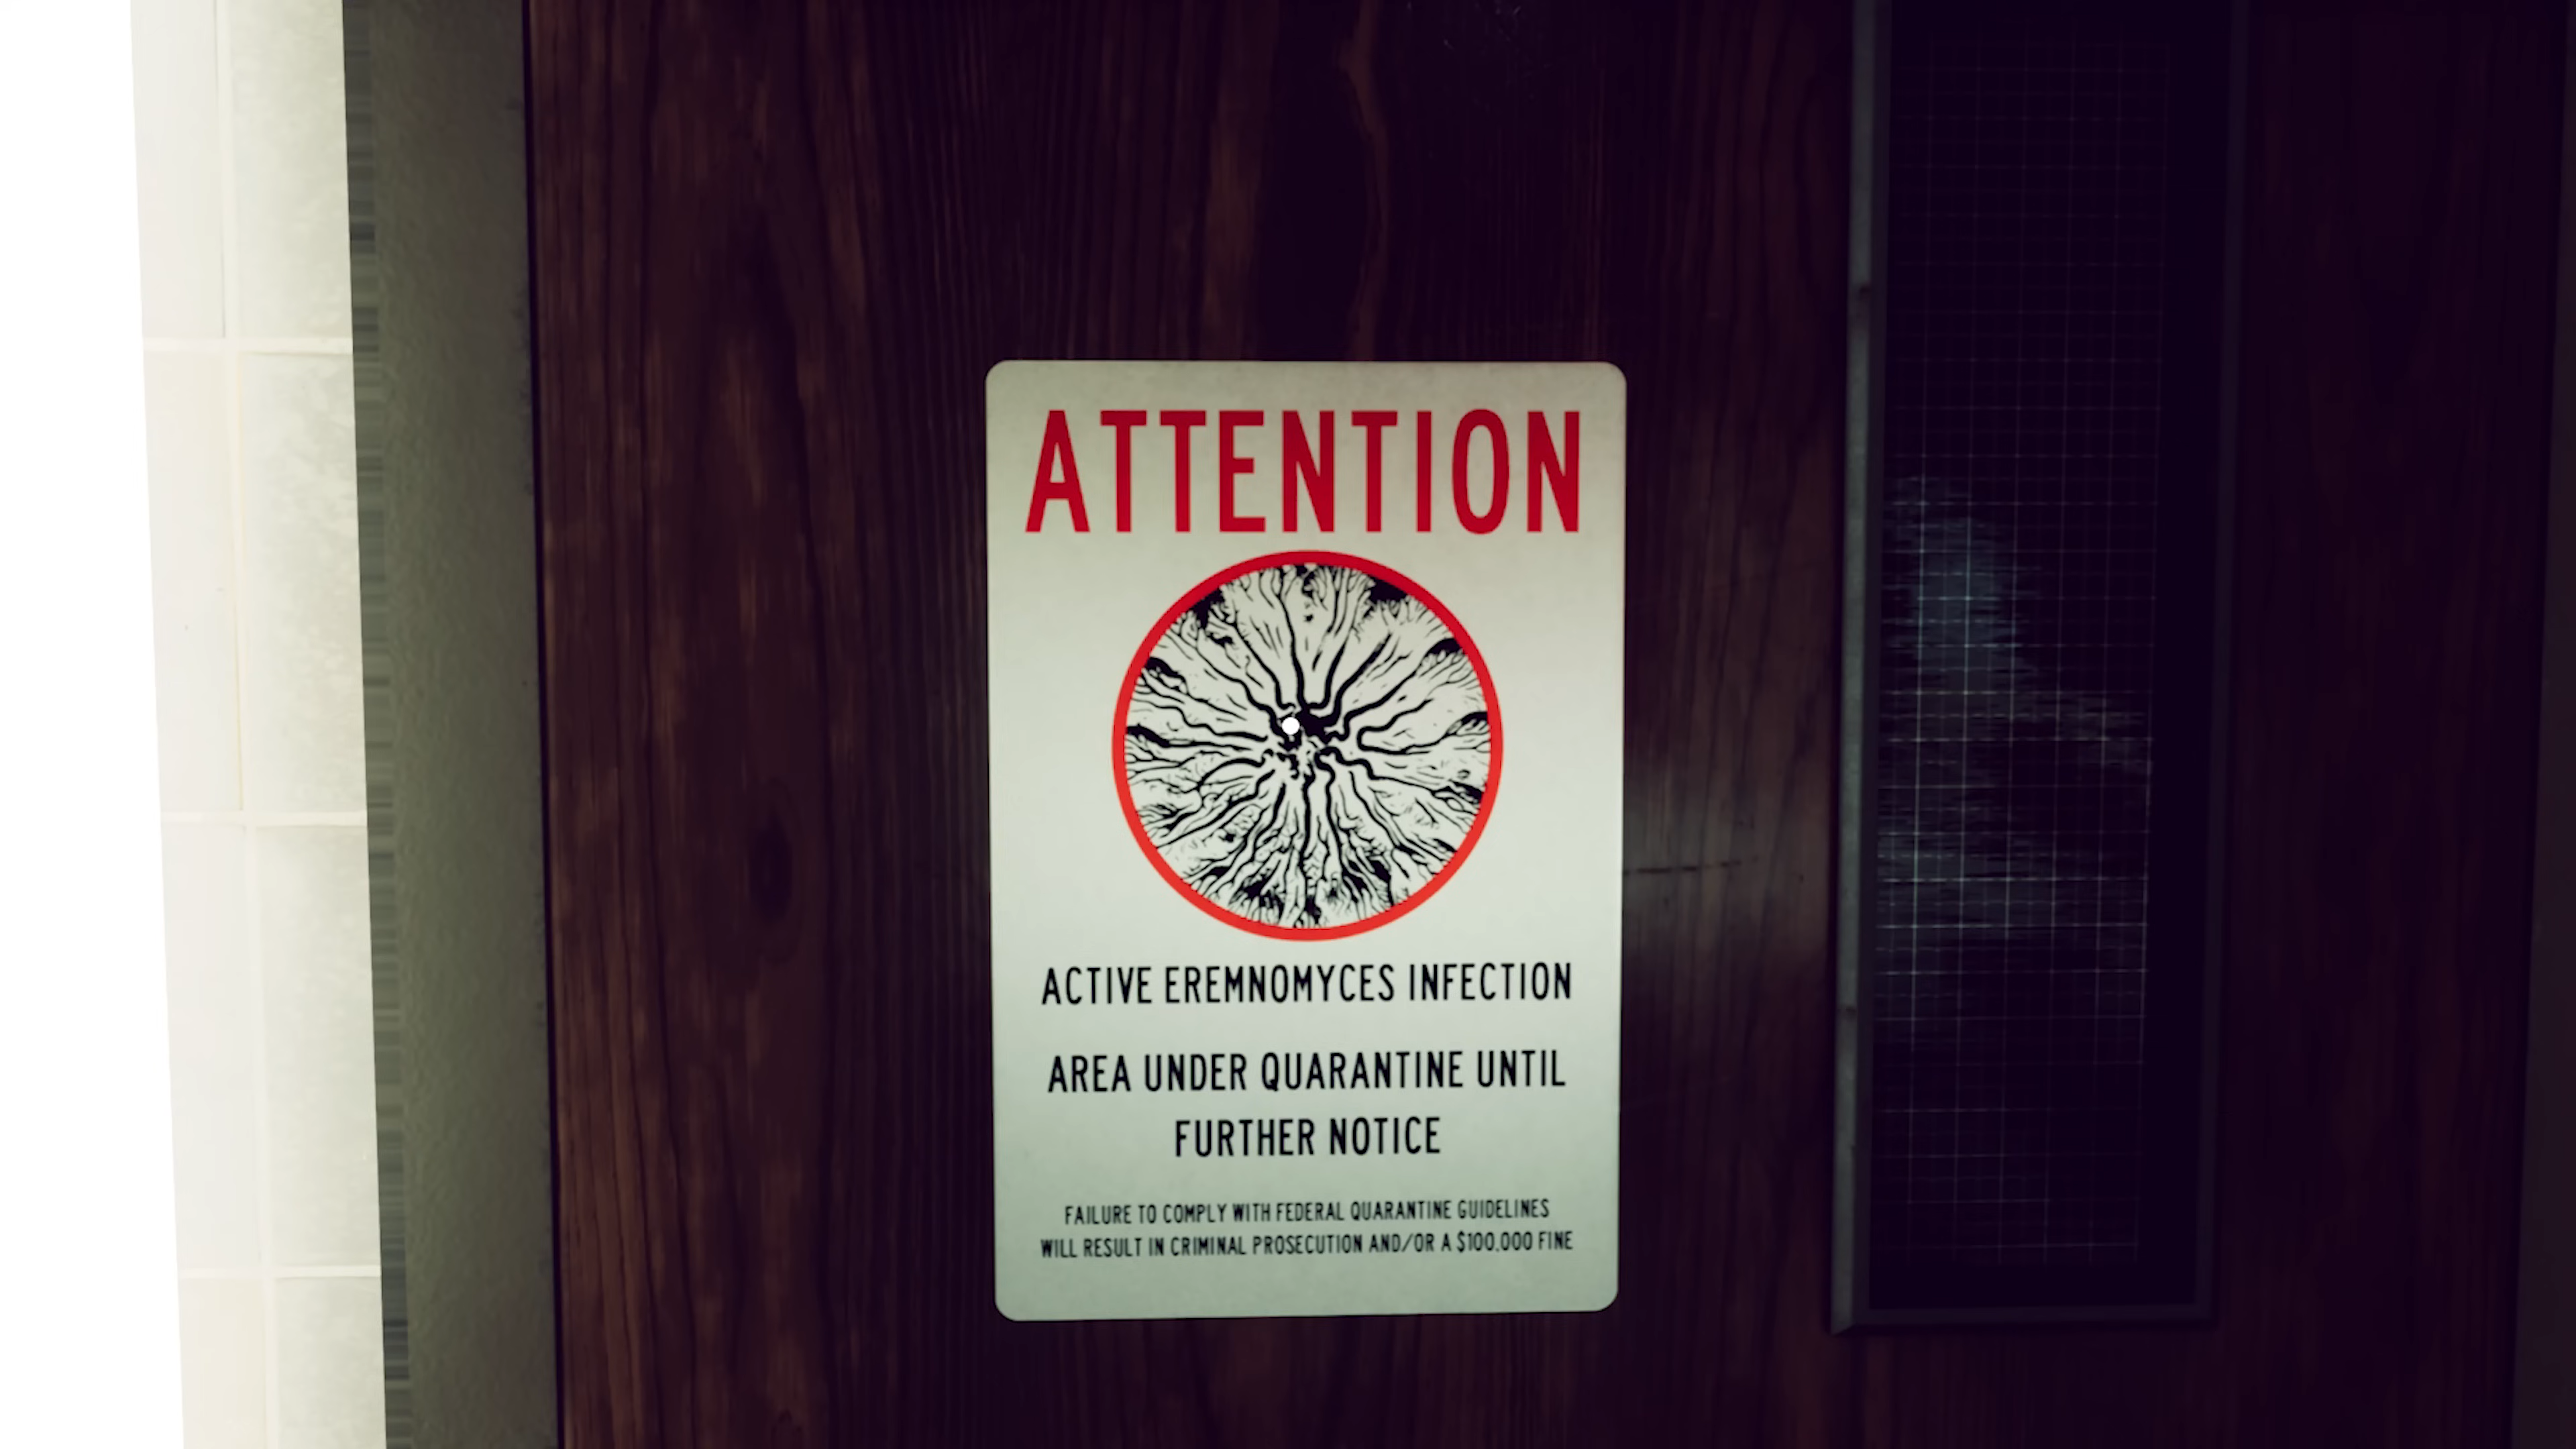 ATTENTION
ACTIVE EREMNOMYCES INFECTION
AREA UNDER QUARANTINE UNTIL
FURTHER NOTICE
FAILURE TO COMPLY WITH FEDERAL QUARANTINE GUIDELINES
WILL RESULT IN CRIMINAL PROSECUTION AND/OR A $100,000 FINE